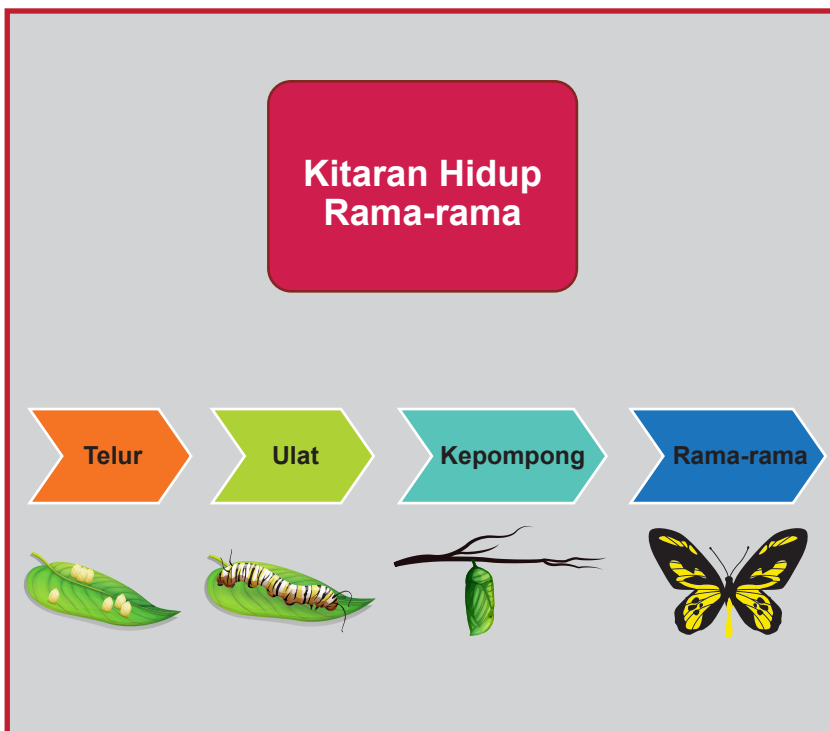 Kitaran Hidup
Rama-rama
Telur
Ulat
Kepompong
Rama-rama